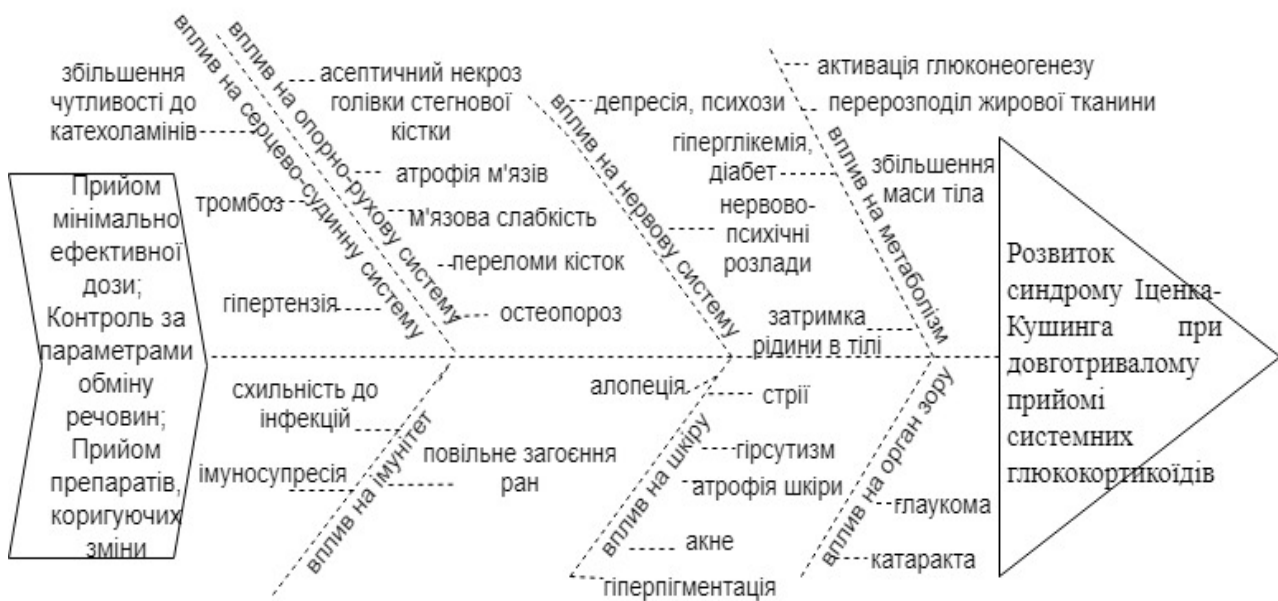 Прийом
мінімально
ефективної
дози;
Контроль за
параметрами
обміну
речовин;
Прийом
препаратів,
коригуючих
зміни
вплив на серцево-судинну систему
збільшення
чутливості до
катехоламінів
тромбоз
гіпертензія
вплив на опорно-рухову систему
асептичний некроз
голівки стегнової
кістки
атрофія м'язів
м'язова слабкість
переломи кісток
остеопороз
вплив на нервову систему
депресія, психози
нервово-
психічні
розлади
вплив на метаболізм
активація глюконеогенезу
перерозподіл жирової тканини
гіперглікемія,
діабет
збільшення
маси тіла
затримка
рідини в тілі
вплив на імунітет
схильність до
інфекцій
імуносупресія
повільне загоєння
ран
вплив на шкіру
алопеція
стрії
гірсутизм
атрофія шкіри
акне
гіперпігментація
вплив на орган зору
глаукома
катаракта
Розвиток
синдрому Іценка-
Кушинга при
довготривалому
прийомі
системних
глюкокортикоїдів